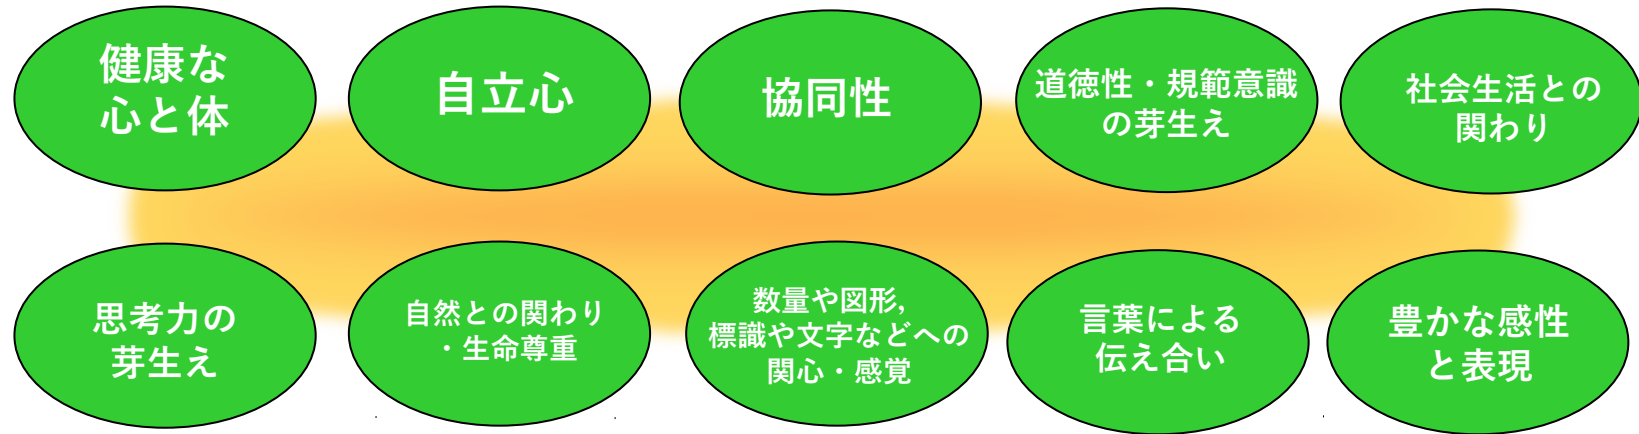 健康な
心と体
自立心
協同性
道徳性・規範意識
の芽生え
社会生活との
関わり
思考力の
芽生え
自然との関わり
・生命尊重
数量や図形,
標識や文字などへの
関心・感覚
言葉による
伝え合い
豊かな感性
と表現